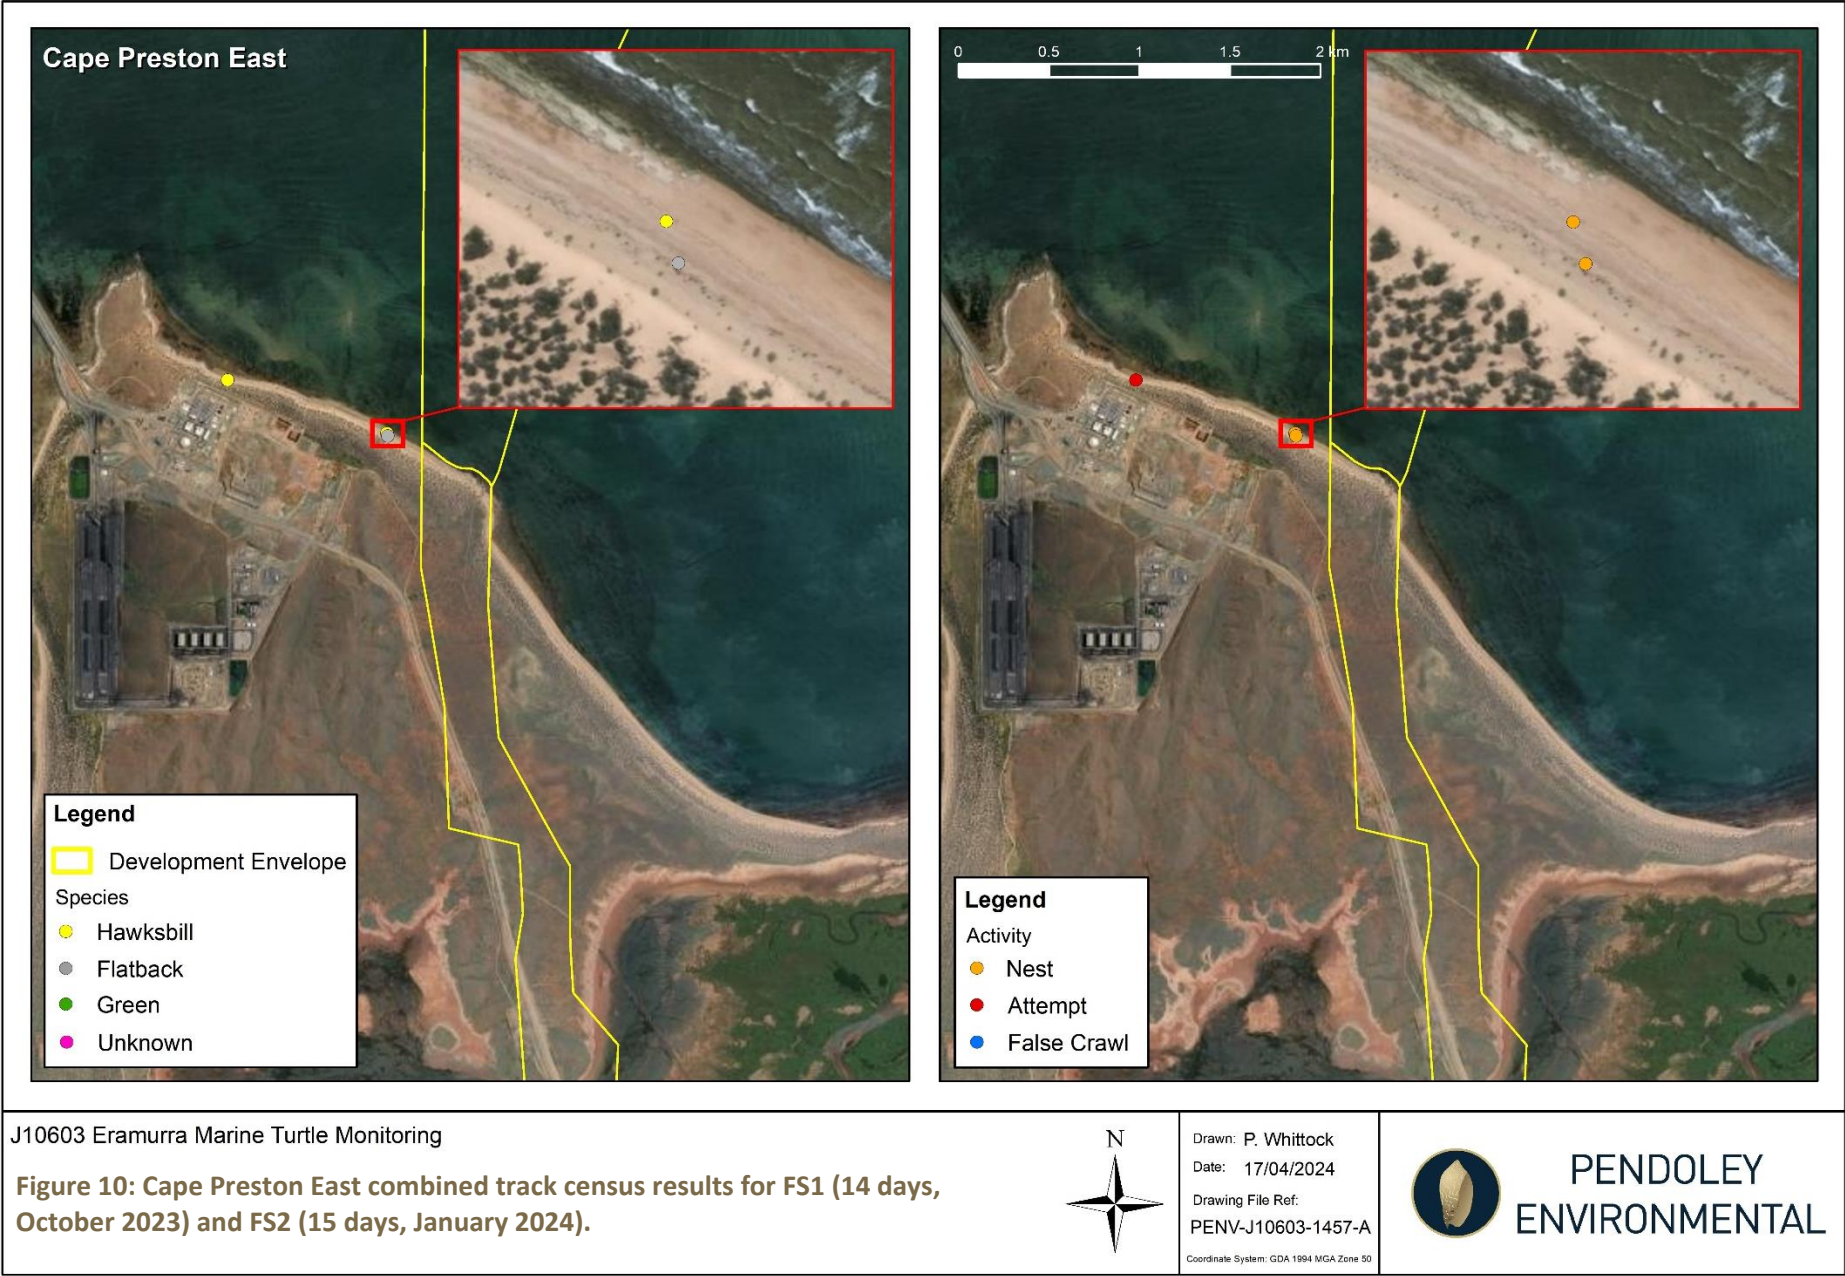 Cape Preston East
0 0.5 1 1.5 2 km
Legend
Development Envelope
Species
Hawksbill
Flatback
Green
Unknown
Legend
Activity
Nest
Attempt
False Crawl
J10603 Eramurra Marine Turtle Monitoring
Figure 10: Cape Preston East combined track census results for FS1 (14 days,
October 2023) and FS2 (15 days, January 2024).
N
Drawn: P. Whittock
Date: 17/04/2024
Drawing File Ref:
PENV-J10603-1457-A
Coordinate System: GDA 1994 MGA Zone 50
PENDOLEY
ENVIRONMENTAL